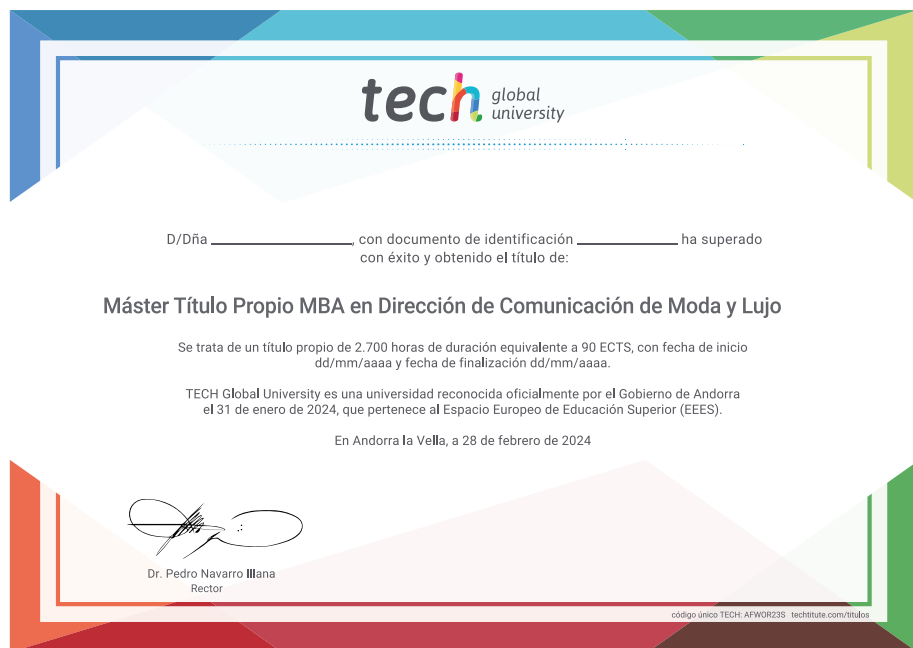 tech global
university
D/Dña ______________, con documento de identificación __________ ha superado
con éxito y obtenido el título de:
Máster Título Propio MBA en Dirección de Comunicación de Moda y Lujo
Se trata de un título propio de 2.700 horas de duración equivalente a 90 ECTS, con fecha de inicio
dd/mm/aaaa y fecha de finalización dd/mm/aaaa.
TECH Global University es una universidad reconocida oficialmente por el Gobierno de Andorra
el 31 de enero de 2024, que pertenece al Espacio Europeo de Educación Superior (EEES).
En Andorra la Vella, a 28 de febrero de 2024
Dr. Pedro Navarro Illana
Rector
código único TECH: AFWOR23S techtitute.com/titulos